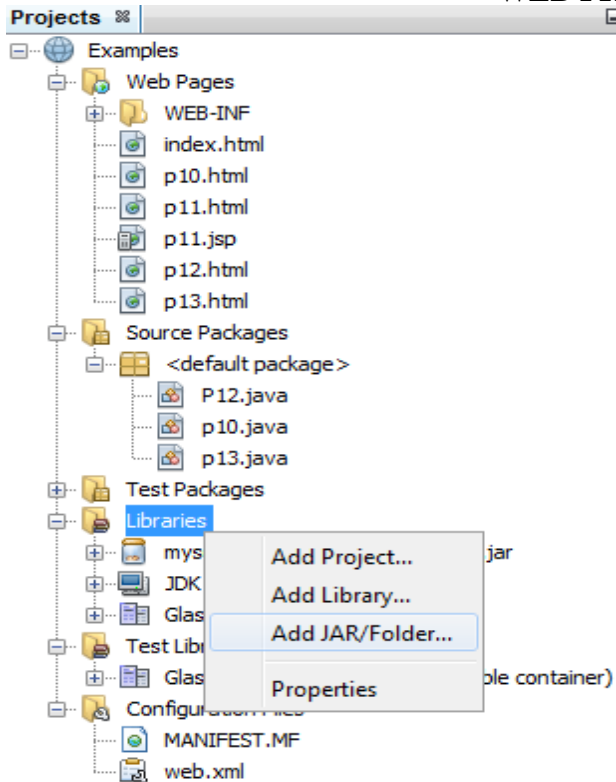 Projects
Examples
Web Pages
WEB-INF
index.html
p10.html
p11.html
p11.jsp
p12.html
p13.html
Source Packages
<default package>
P12.java
p10.java
p13.java
Test Packages
Libraries
mys jar
Add Project...
JDK
Add Library...
Glas
Add JAR/Folder...
Test Libr
Glas ble container)
Properties
Configuration Files
MANIFEST.MF
web.xml